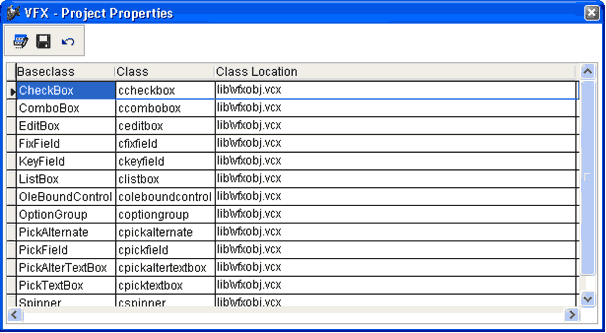 VFX - Project Properties
Baseclass Class Class Location
CheckBox ccheckbox lib\vfxobj.vcx
ComboBox ccombobox lib\vfxobj.vcx
EditBox ceditbox lib\vfxobj.vcx
FixField cfixfield lib\vfxobj.vcx
KeyField ckeyfield lib\vfxobj.vcx
ListBox clistbox lib\vfxobj.vcx
OleBoundControl coleboundcontrol lib\vfxobj.vcx
OptionGroup coptiongroup lib\vfxobj.vcx
PickAlternate cpickalternate lib\vfxobj.vcx
PickField cpickfield lib\vfxobj.vcx
PickAlterTextBox cpickaltertextbox lib\vfxobj.vcx
PickTextBox cpicktextbox lib\vfxobj.vcx
Spinner cspinner lib\vfxobj.vcx